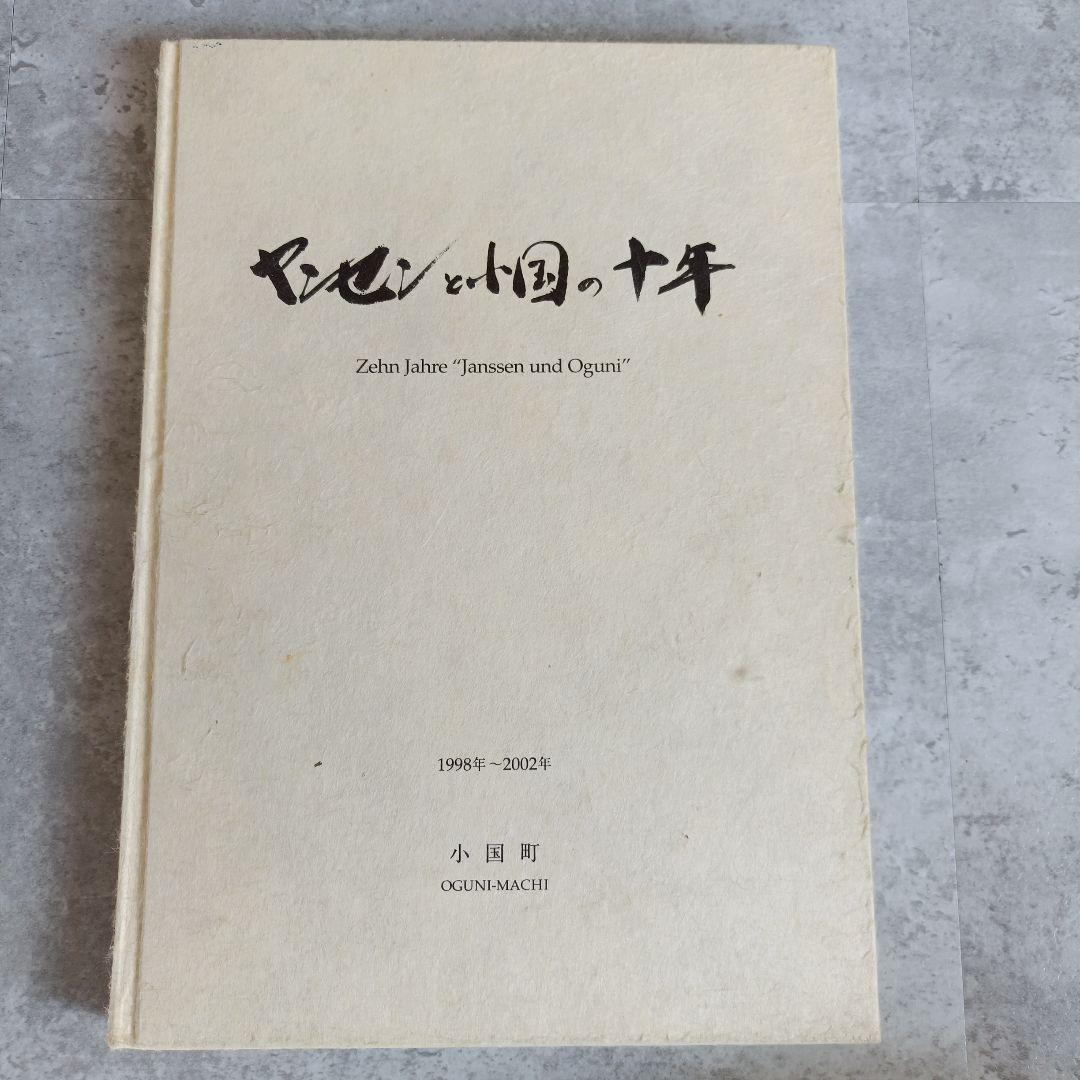 ヤンセンと小国の十年
Zehn Jahre “Janssen und Oguni”
1998年～2002年
小国町
OGUNI-MACHI